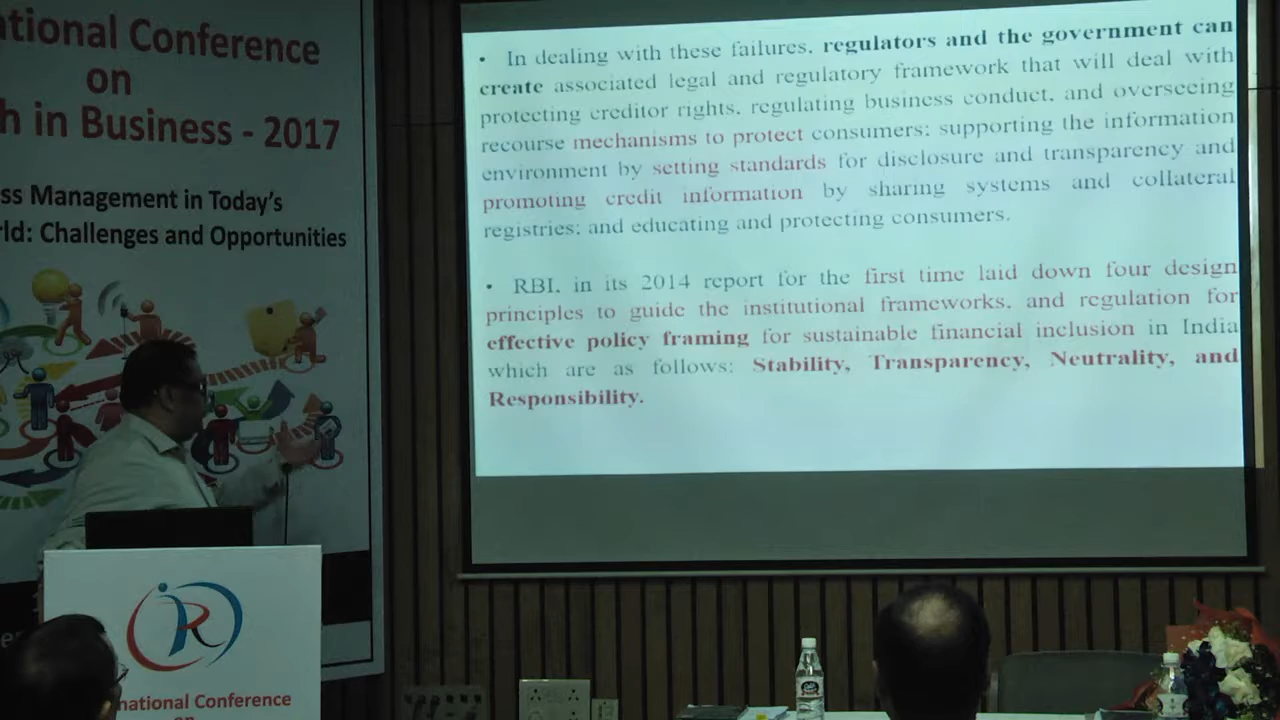 tional Conference
on
h in Business - 2017
ss Management in Today's
rld: Challenges and Opportunities
• In dealing with these failures, regulators and the government can
create associated legal and regulatory framework that will deal with
protecting creditor rights, regulating business conduct, and overseeing
recourse mechanisms to protect consumers; supporting the information
environment by setting standards for disclosure and transparency and
promoting credit information by sharing systems and collateral
registries; and educating and protecting consumers.
• RBI, in its 2014 report for the first time laid down four design
principles to guide the institutional frameworks, and regulation for
effective policy framing for sustainable financial inclusion in India
which are as follows: Stability, Transparency, Neutrality, and
Responsibility.
R
national Conference
on